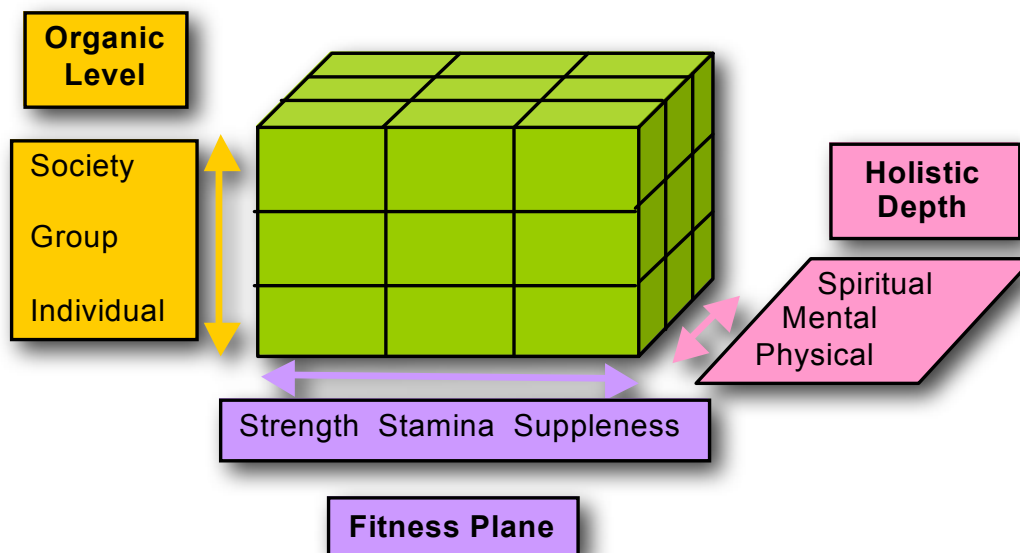 Organic
Level
Society
Group
Individual
Holistic
Depth
Spiritual
Mental
Physical
Strength Stamina Suppleness
Fitness Plane